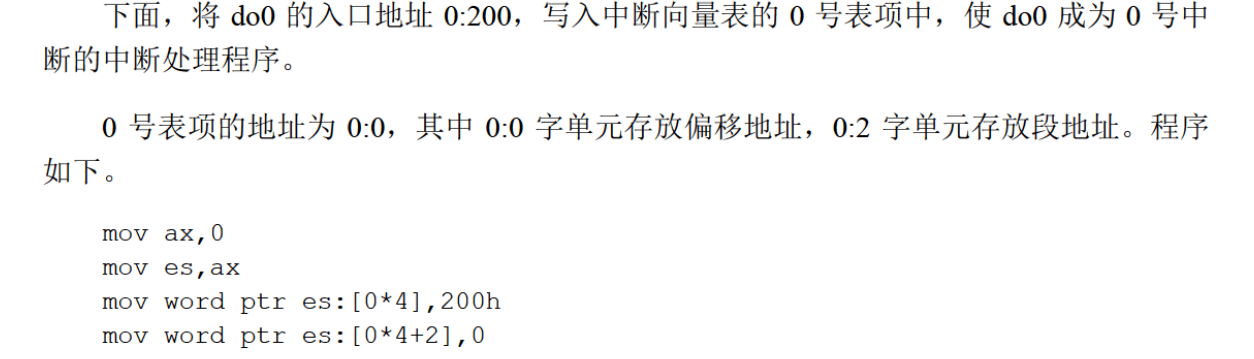 下面，将 do0 的入口地址 0:200，写入中断向量表的 0 号表项中，使 do0 成为 0 号中
断的中断处理程序。
0 号表项的地址为 0:0，其中 0:0 字单元存放偏移地址，0:2 字单元存放段地址。程序
如下。
mov ax,0
mov es,ax
mov word ptr es:[0*4],200h
mov word ptr es:[0*4+2],0